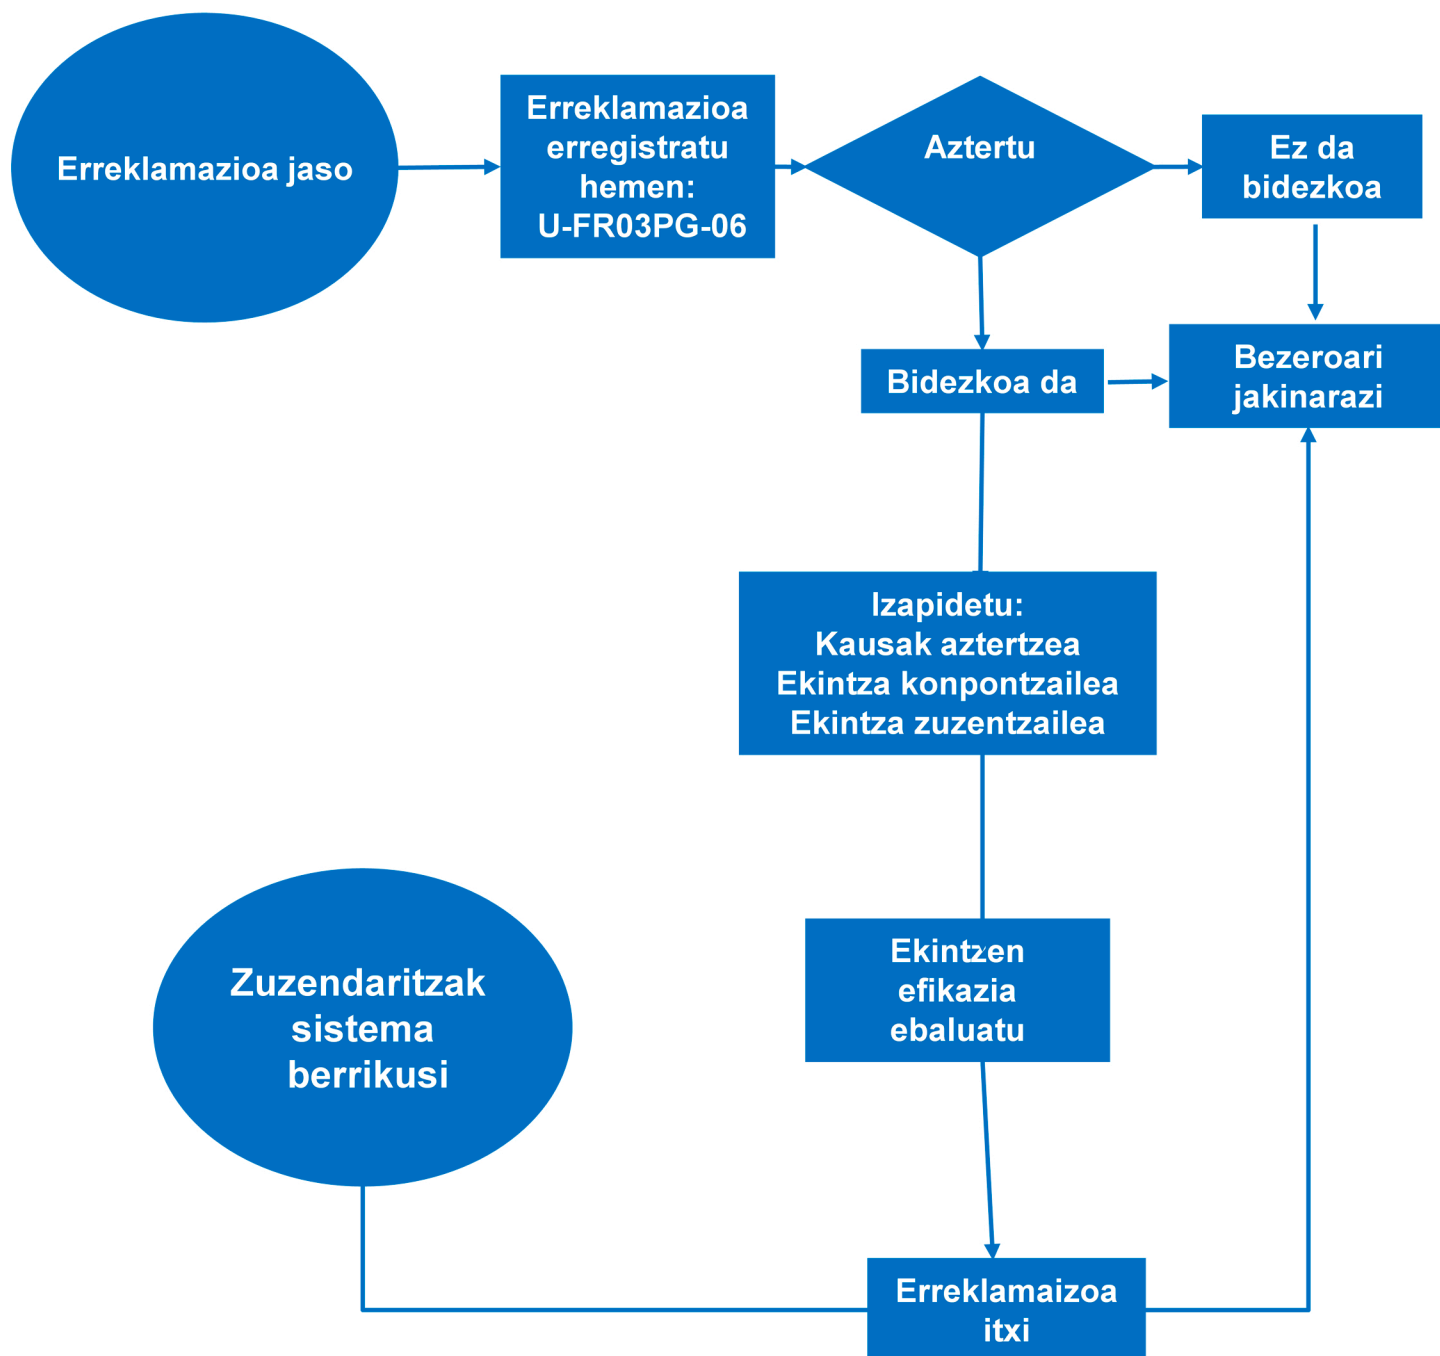 Erreklamazioa jaso
Erreklamazioa
erregistratu
hemen:
U-FR03PG-06
Aztertu
Ez da
bidezkoa
Bidezkoa da
Bezeroari
jakinarazi
Izapidetu:
Kausak aztertzea
Ekintza konpontzailea
Ekintza zuzentzailea
Ekintzen
efikazia
ebaluatu
Zuzendaritzak
sistema
berrikusi
Erreklamaizoa
itxi